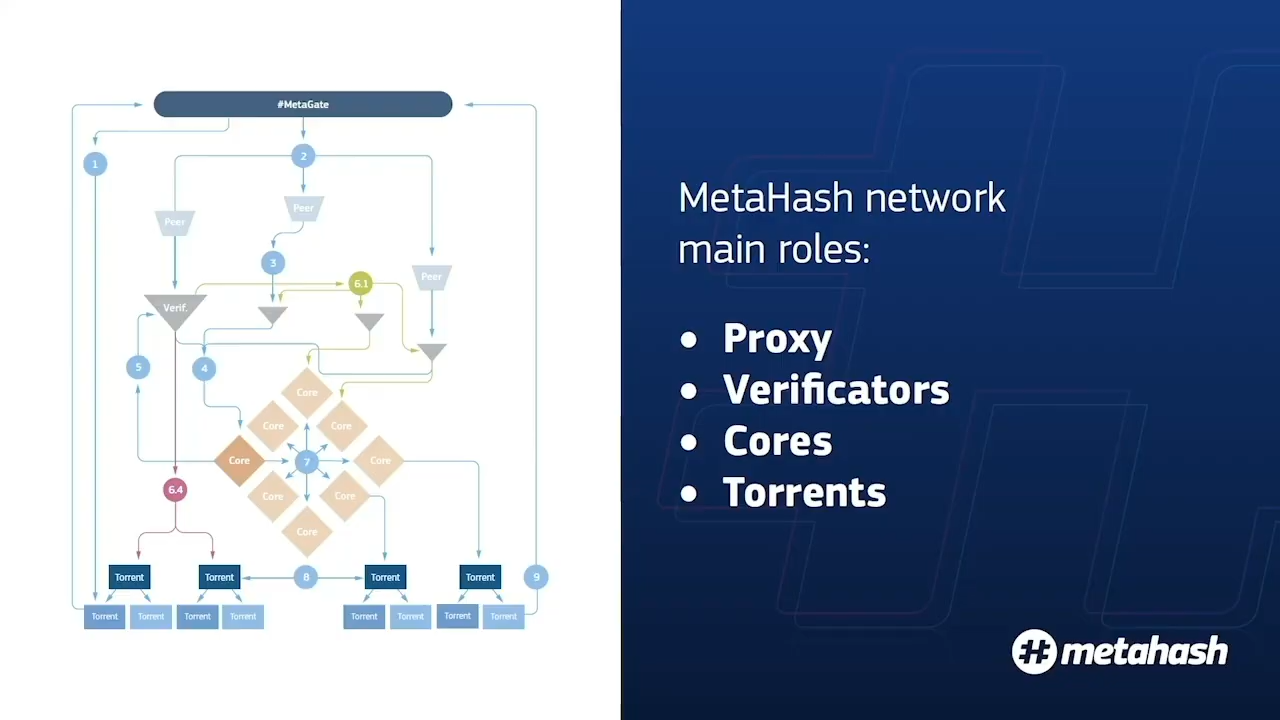 #MetaGate
1
2
Peer
Peer
3
Peer
6.1
Verif.
5
4
Core
Core
Core
Core
7
Core
6.4
Core
Core
Core
Torrent
Torrent
8
Torrent
Torrent
9
Torrent
Torrent
Torrent
Torrent
Torrent
Torrent
Torrent
Torrent
MetaHash network
main roles:
• Proxy
• Verificators
• Cores
• Torrents
# metahash